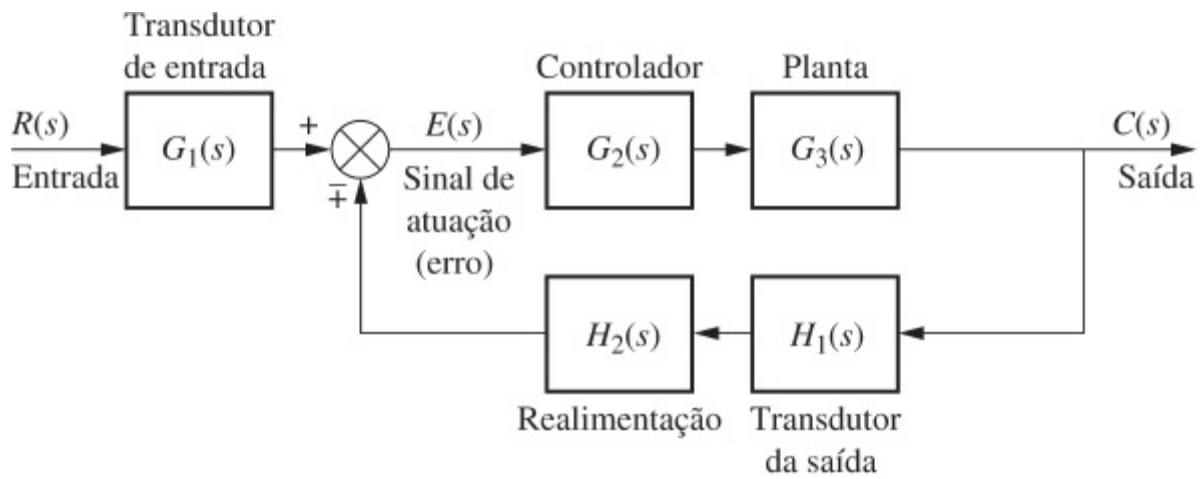 Transdutor
de entrada
Controlador
Planta
R(s)
G₁(s)
+
E(s)
G₂(s)
G₃(s)
C(s)
Entrada
∓
Sinal de
atuação
(erro)
Saída
H₂(s)
H₁(s)
Realimentação
Transdutor
da saída